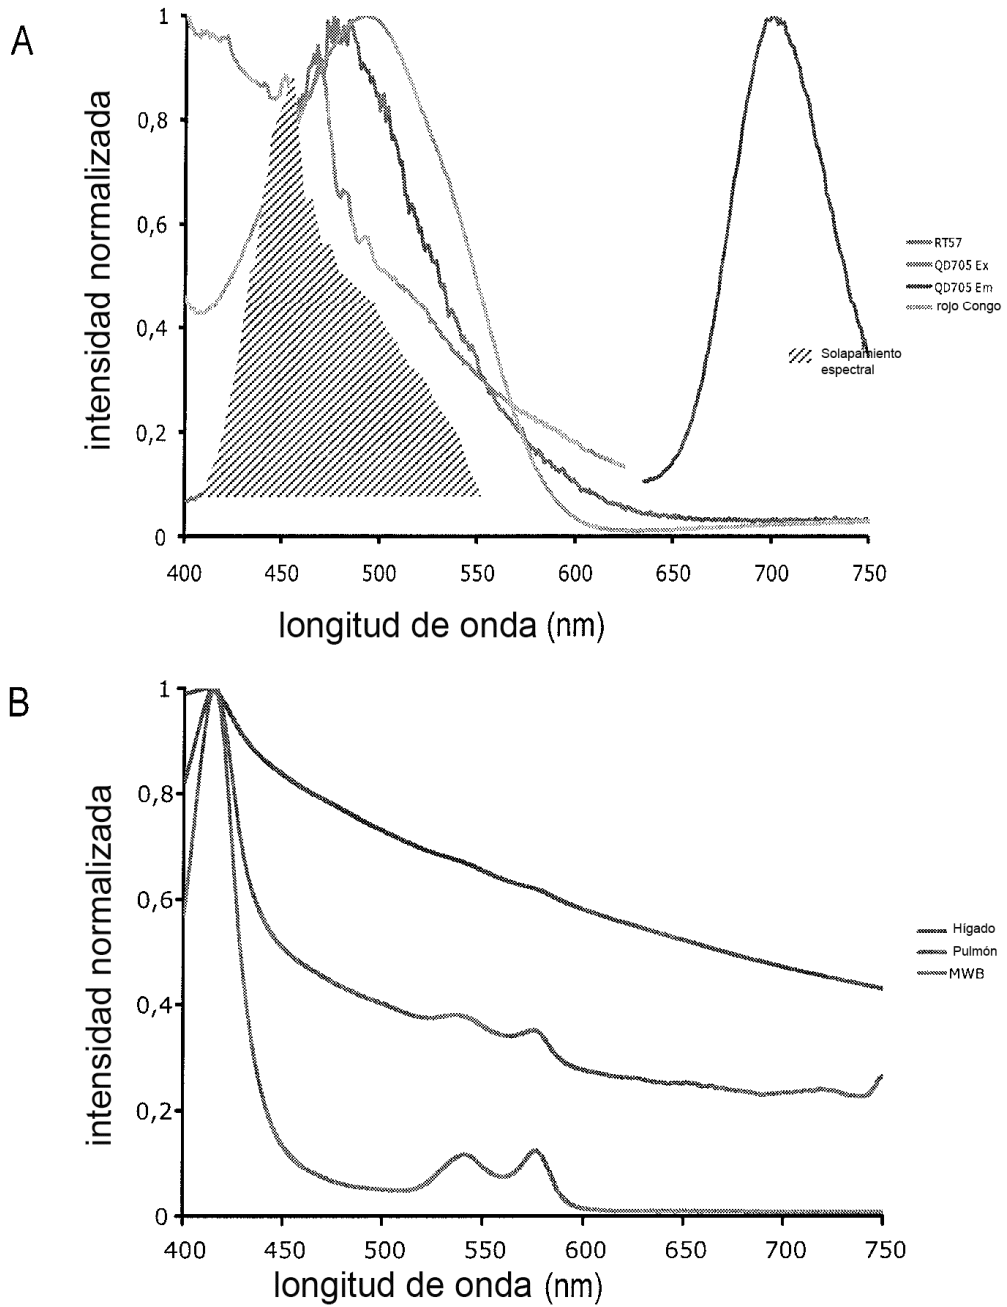 A
intensidad normalizada
1
0,8
0,6
0,4
0,2
0
400 450 500 550 600 650 700 750
longitud de onda (nm)
RT57
QD705 Ex
QD705 Em
rojo Congo
Solapamiento
espectral
B
intensidad normalizada
1
0,8
0,6
0,4
0,2
0
400 450 500 550 600 650 700 750
longitud de onda (nm)
Hígado
Pulmón
MWB